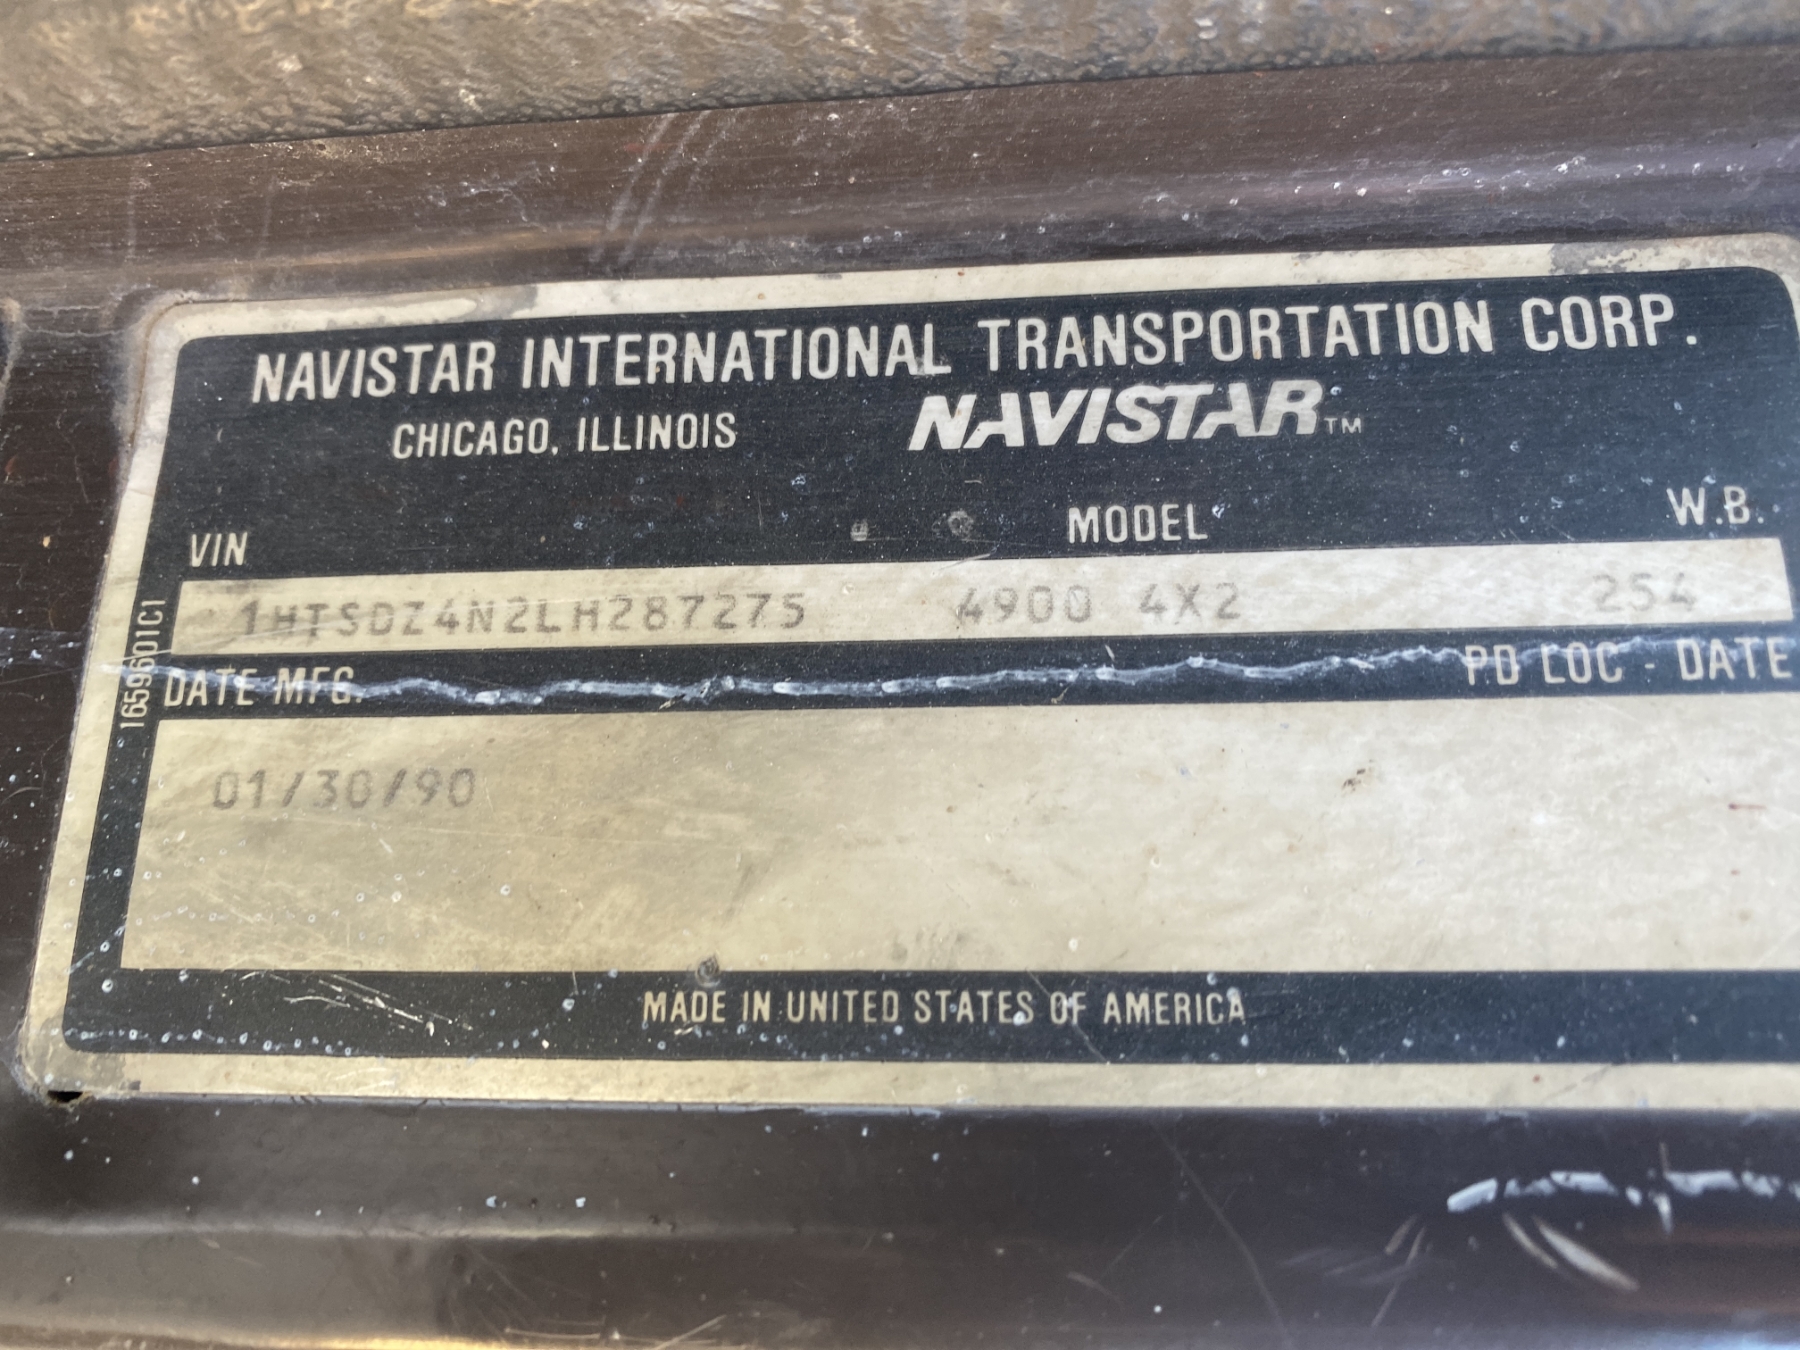 NAVISTAR INTERNATIONAL TRANSPORTATION CORP.
CHICAGO, ILLINOIS NAVISTAR™
VIN MODEL W.B.
1HTSDZ4N2LH287275 4900 4X2 254
DATE MFG. PD LOC - DATE
01/30/90
MADE IN UNITED STATES OF AMERICA
1659601C1